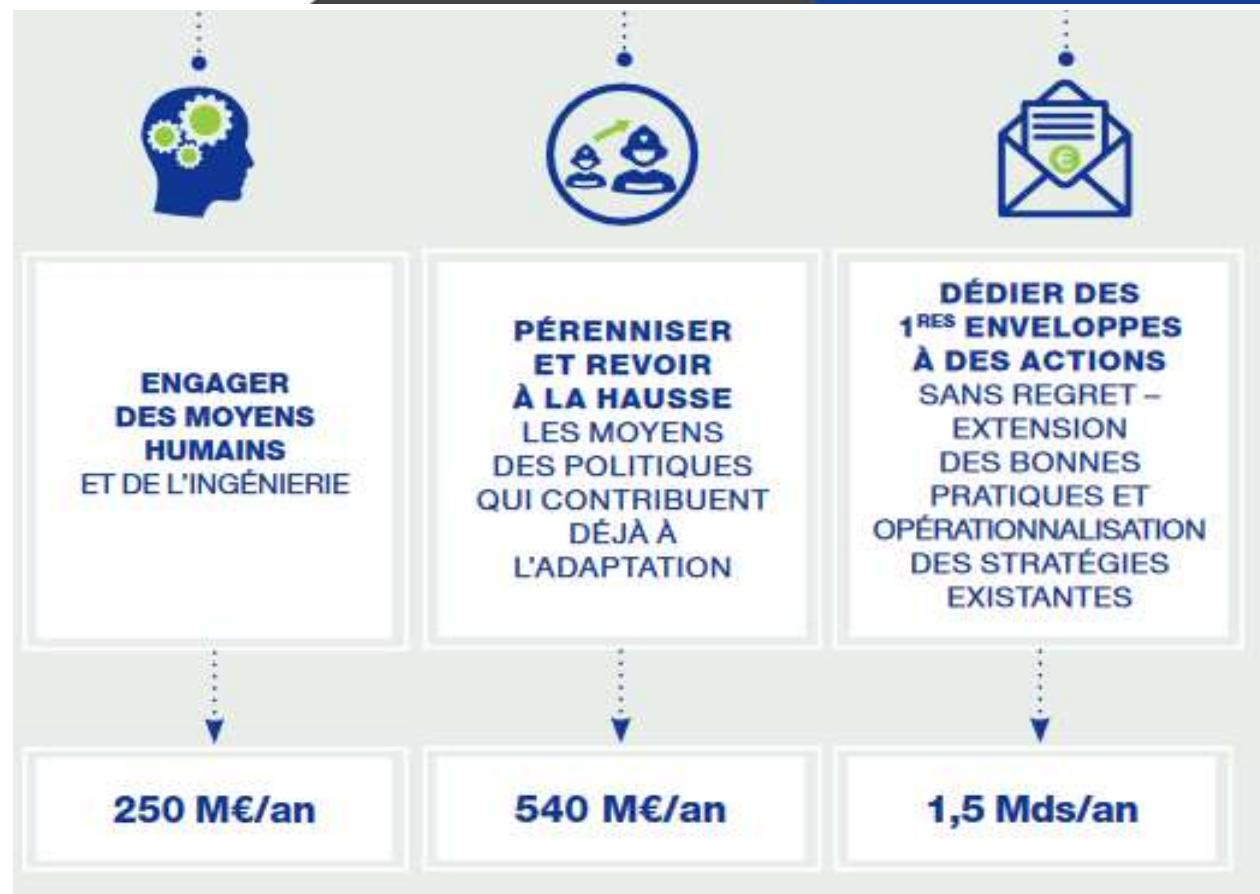 ENGAGER
DES MOYENS
HUMAINS
ET DE L'INGÉNIERIE
250 M€/an
PÉRENNISER
ET REVOIR
À LA HAUSSE
LES MOYENS
DES POLITIQUES
QUI CONTRIBUENT
DÉJÀ À
L'ADAPTATION
540 M€/an
€
DÉDIER DES
1RES ENVELOPPES
À DES ACTIONS
SANS REGRET –
EXTENSION
DES BONNES
PRATIQUES ET
OPÉRATIONNALISATION
DES STRATÉGIES
EXISTANTES
1,5 Mds/an